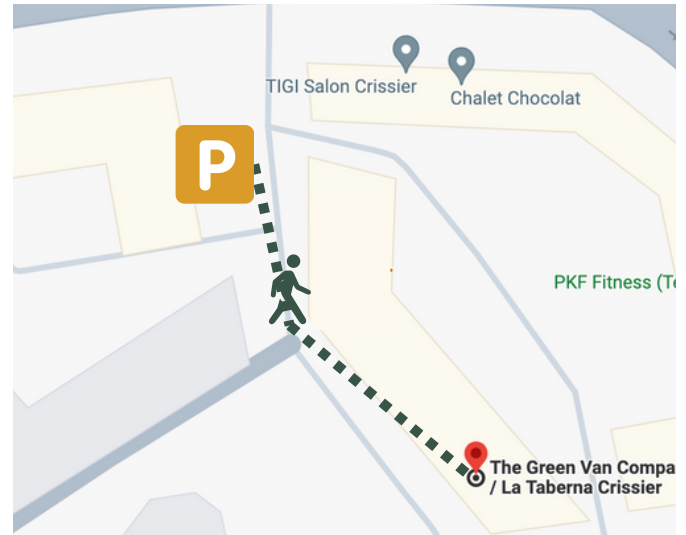 TIGI Salon Crissier
Chalet Chocolat
P
PKF Fitness (Te
The Green Van Compa
/ La Taberna Crissier